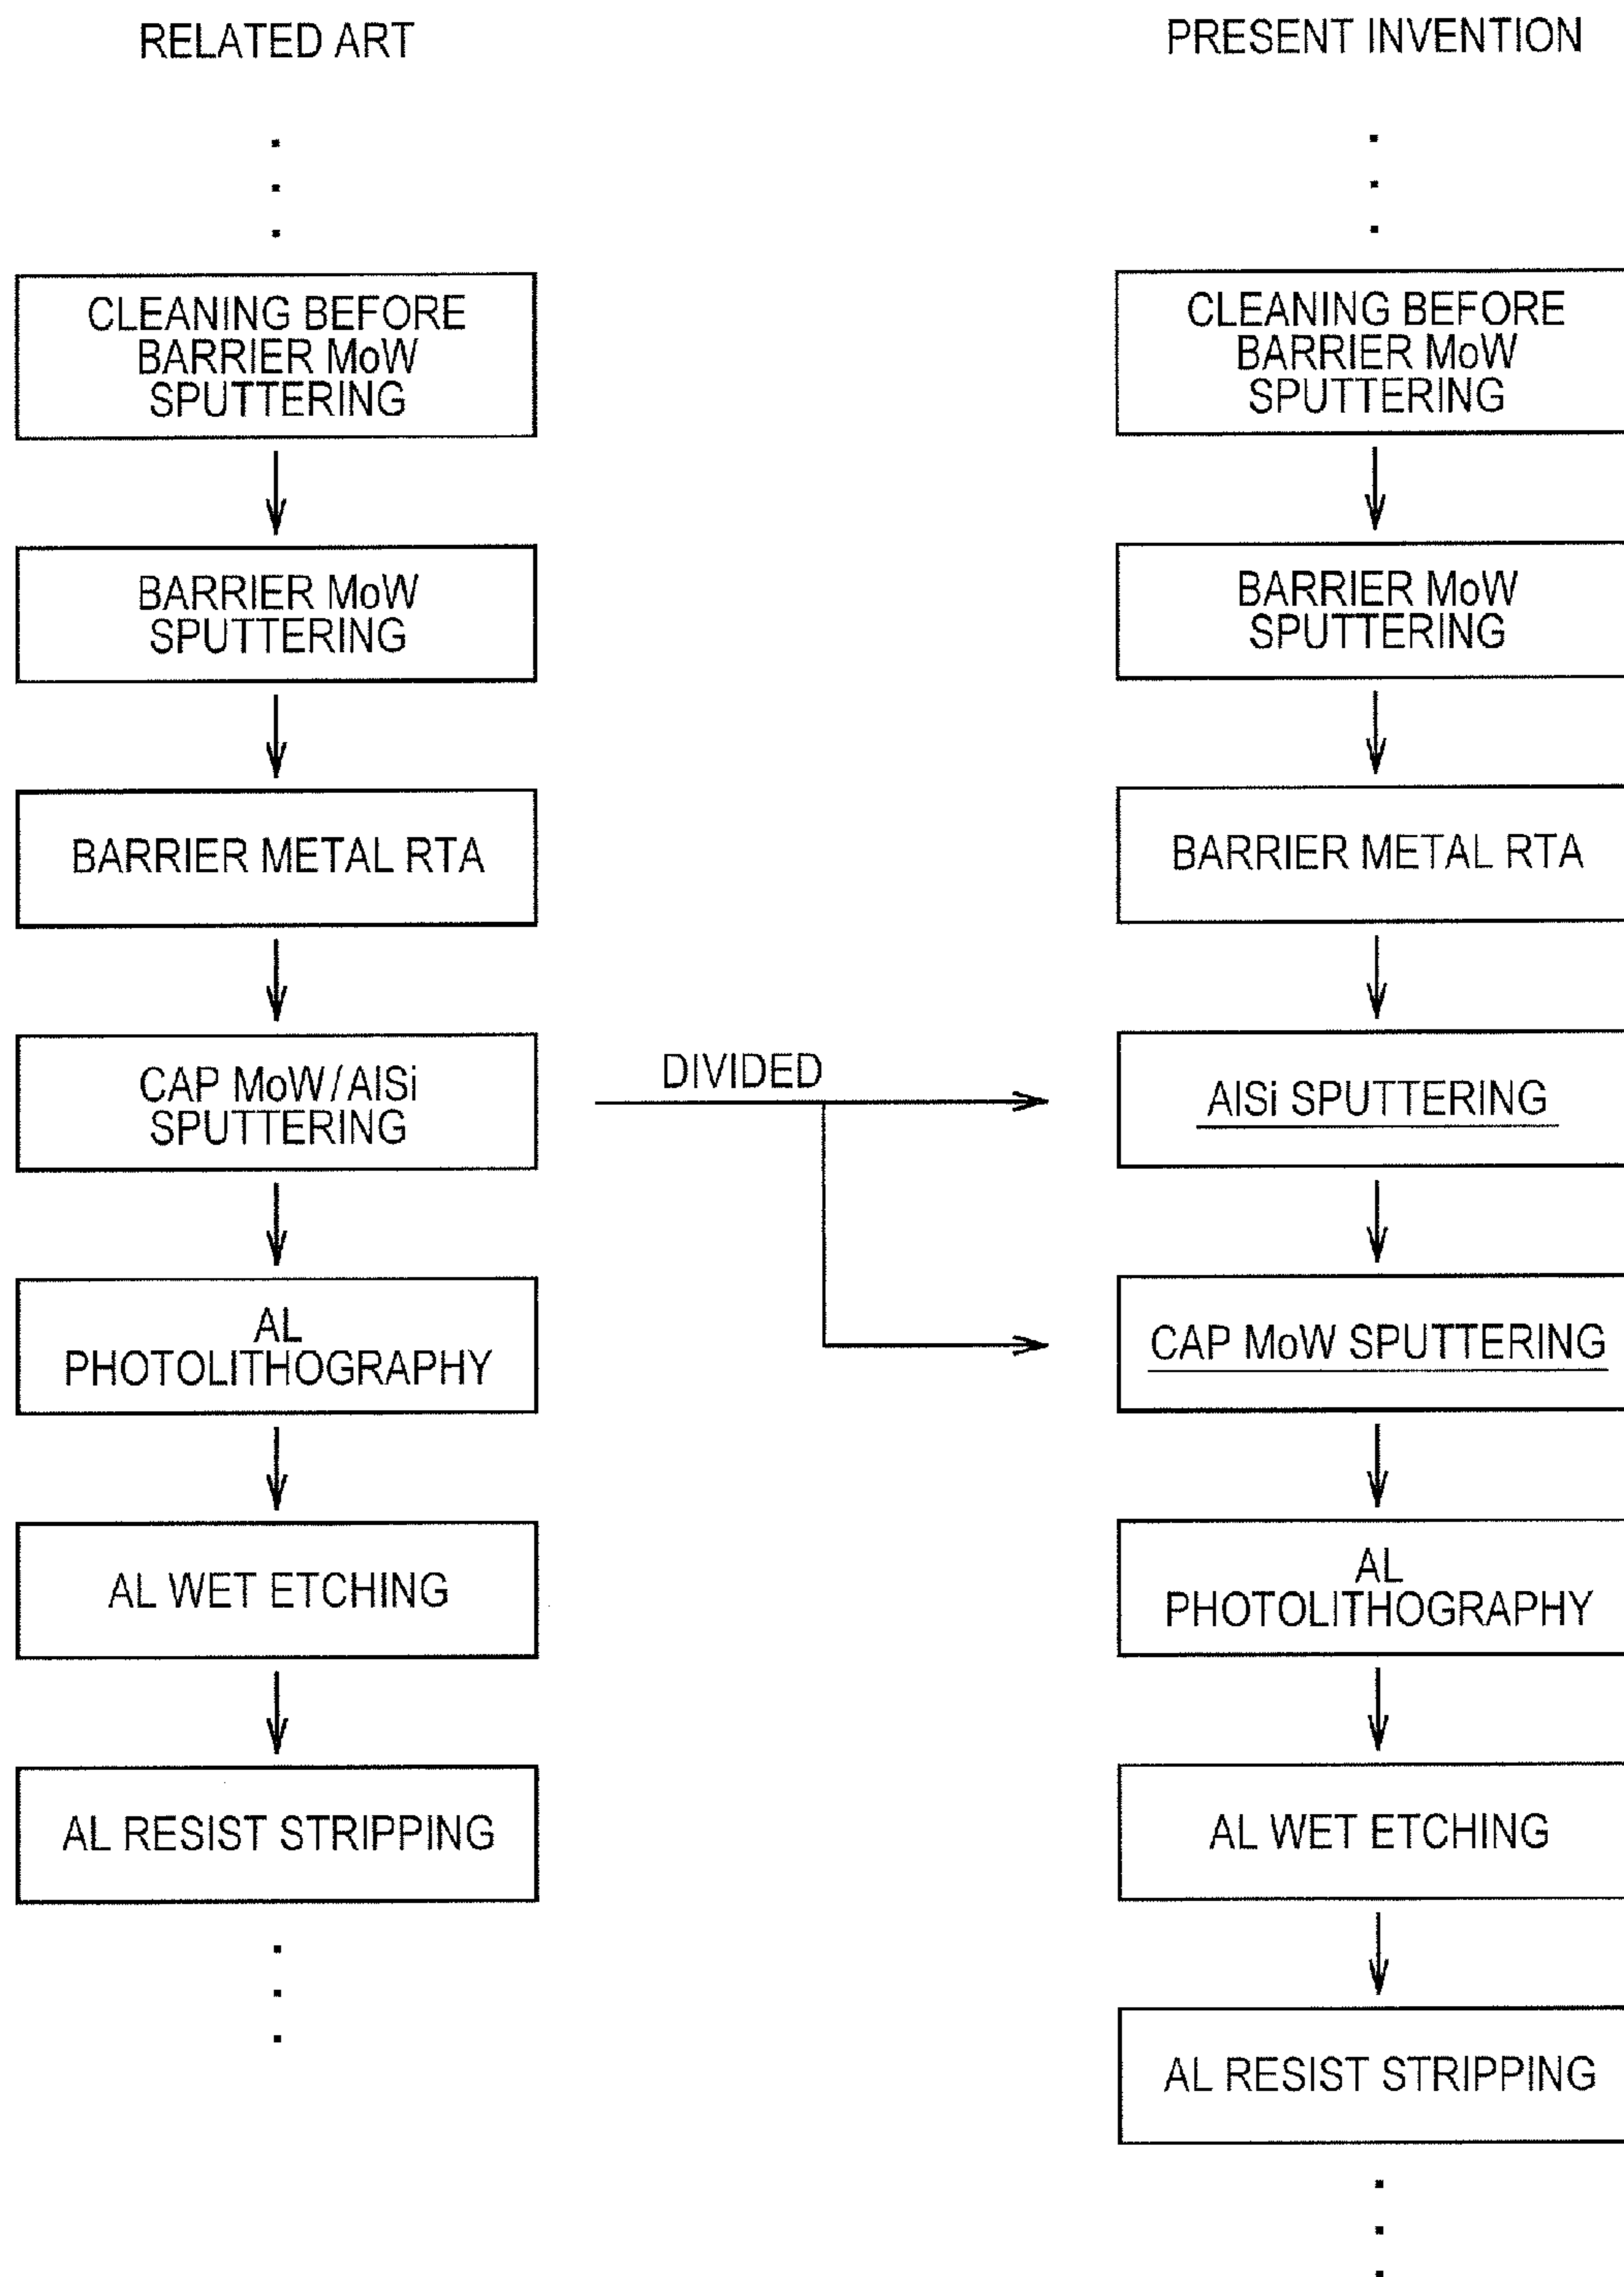 RELATED ART
CLEANING BEFORE
BARRIER MoW
SPUTTERING
BARRIER MoW
SPUTTERING
BARRIER METAL RTA
CAP MoW/AlSi
SPUTTERING
AL
PHOTOLITHOGRAPHY
AL WET ETCHING
AL RESIST STRIPPING
DIVIDED
PRESENT INVENTION
CLEANING BEFORE
BARRIER MoW
SPUTTERING
BARRIER MoW
SPUTTERING
BARRIER METAL RTA
AlSi SPUTTERING
CAP MoW SPUTTERING
AL
PHOTOLITHOGRAPHY
AL WET ETCHING
AL RESIST STRIPPING